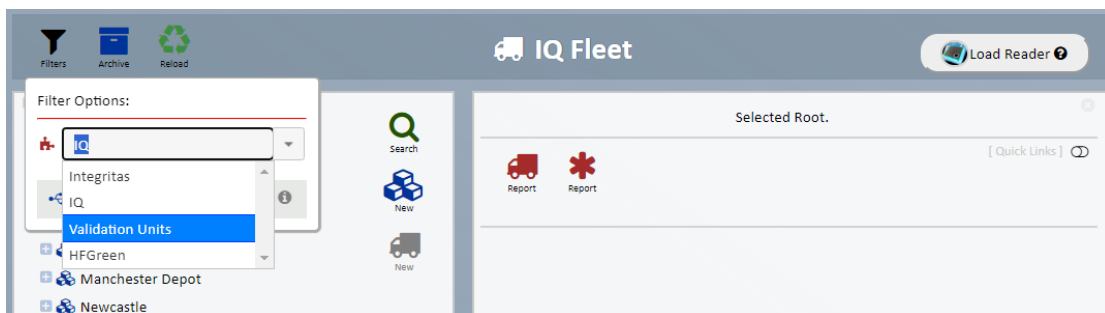 Filters
Archive
Reload
IQ Fleet
Load Reader ?
Filter Options:
IQ
Integritas
IQ
Validation Units
HFGreen
Manchester Depot
Newcastle
Search
New
New
Selected Root.
[ Quick Links ]
Report
Report